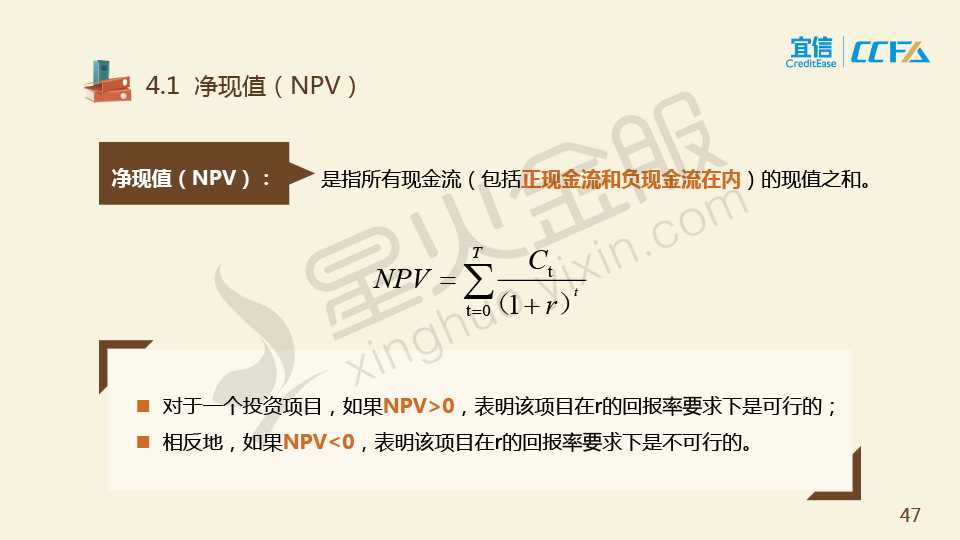 宜信
CreditEase
CCFA
4.1 净现值（NPV）
净现值（NPV）：
是指所有现金流（包括正现金流和负现金流在内）的现值之和。
NPV = \sum_{t=0}^{T} \frac{C_t}{(1+r)^t}
对于一个投资项目，如果NPV>0，表明该项目在r的回报率要求下是可行的；
相反地，如果NPV<0，表明该项目在r的回报率要求下是不可行的。
星火金服
xinghuo.yixin.com
47